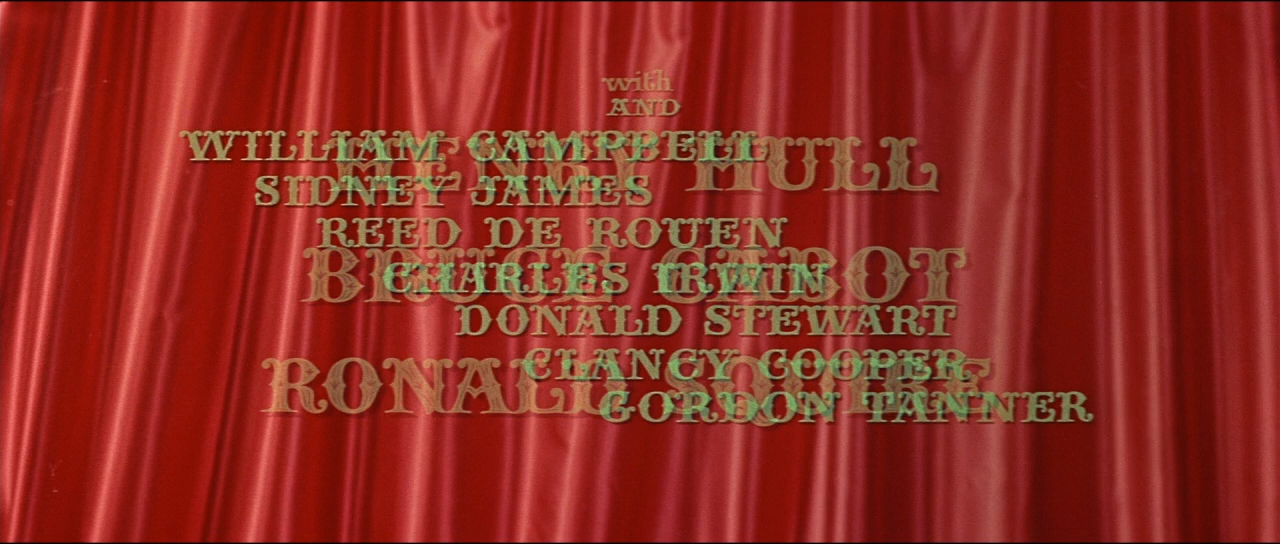 with
AND
WILLIAM CAMPBELL
HENRY HULL
SIDNEY JAMES
REED DE ROUEN
BRUCE CABOT
CHARLES IRWIN
DONALD STEWART
CLANCY COOPER
RONALD SQUIRE
GORDON TANNER